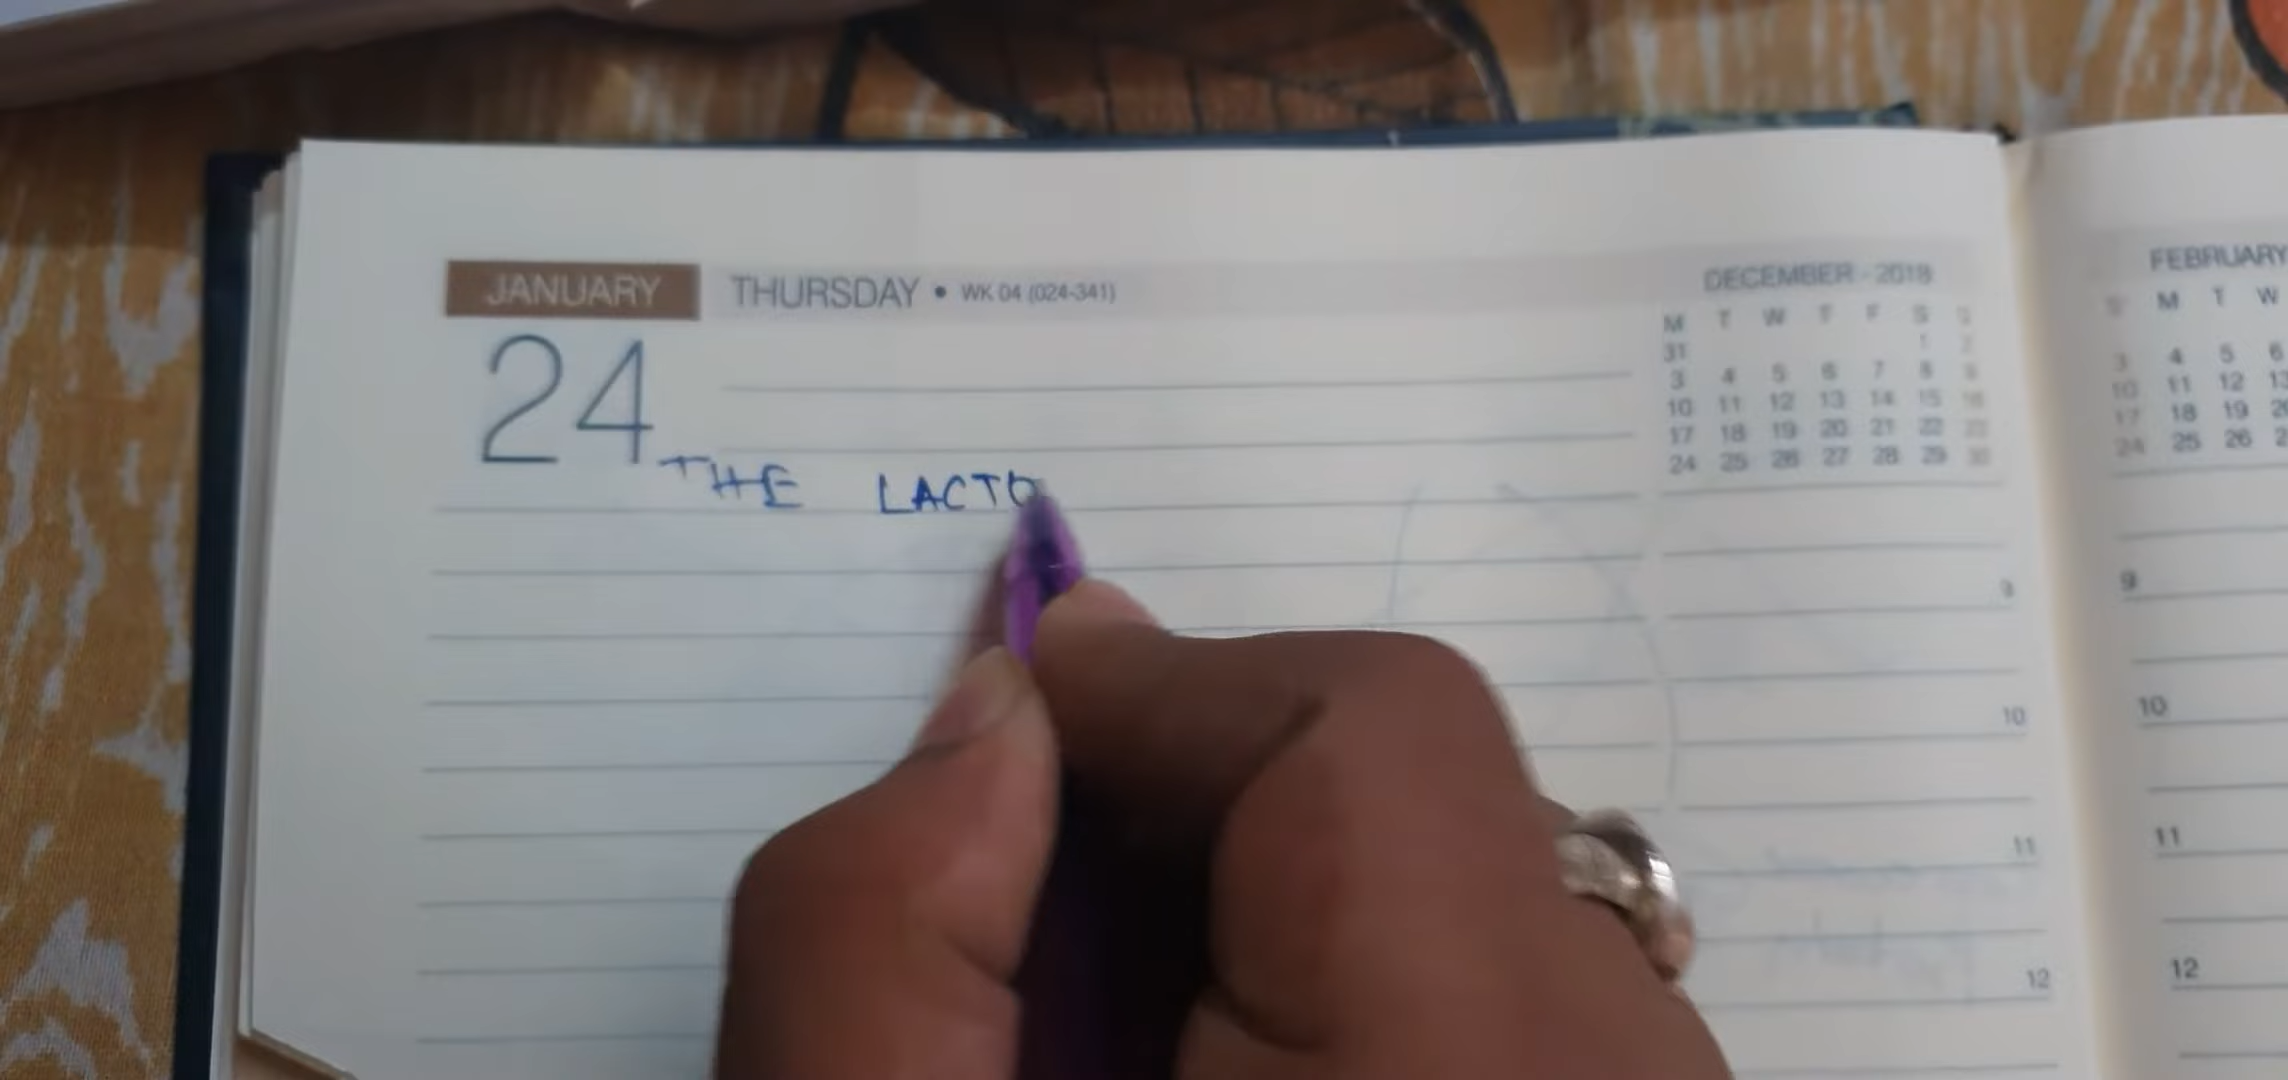 JANUARY THURSDAY • WK 04 (024-341)
24
THE LACTO
DECEMBER - 2018
M T W T F S S
31 1 2
3 4 5 6 7 8 9
10 11 12 13 14 15 16
17 18 19 20 21 22 23
24 25 26 27 28 29 30
9
10
11
12
FEBRUARY
S M T W
3 4 5 6
10 11 12 13
17 18 19
24 25 26
9
10
11
12